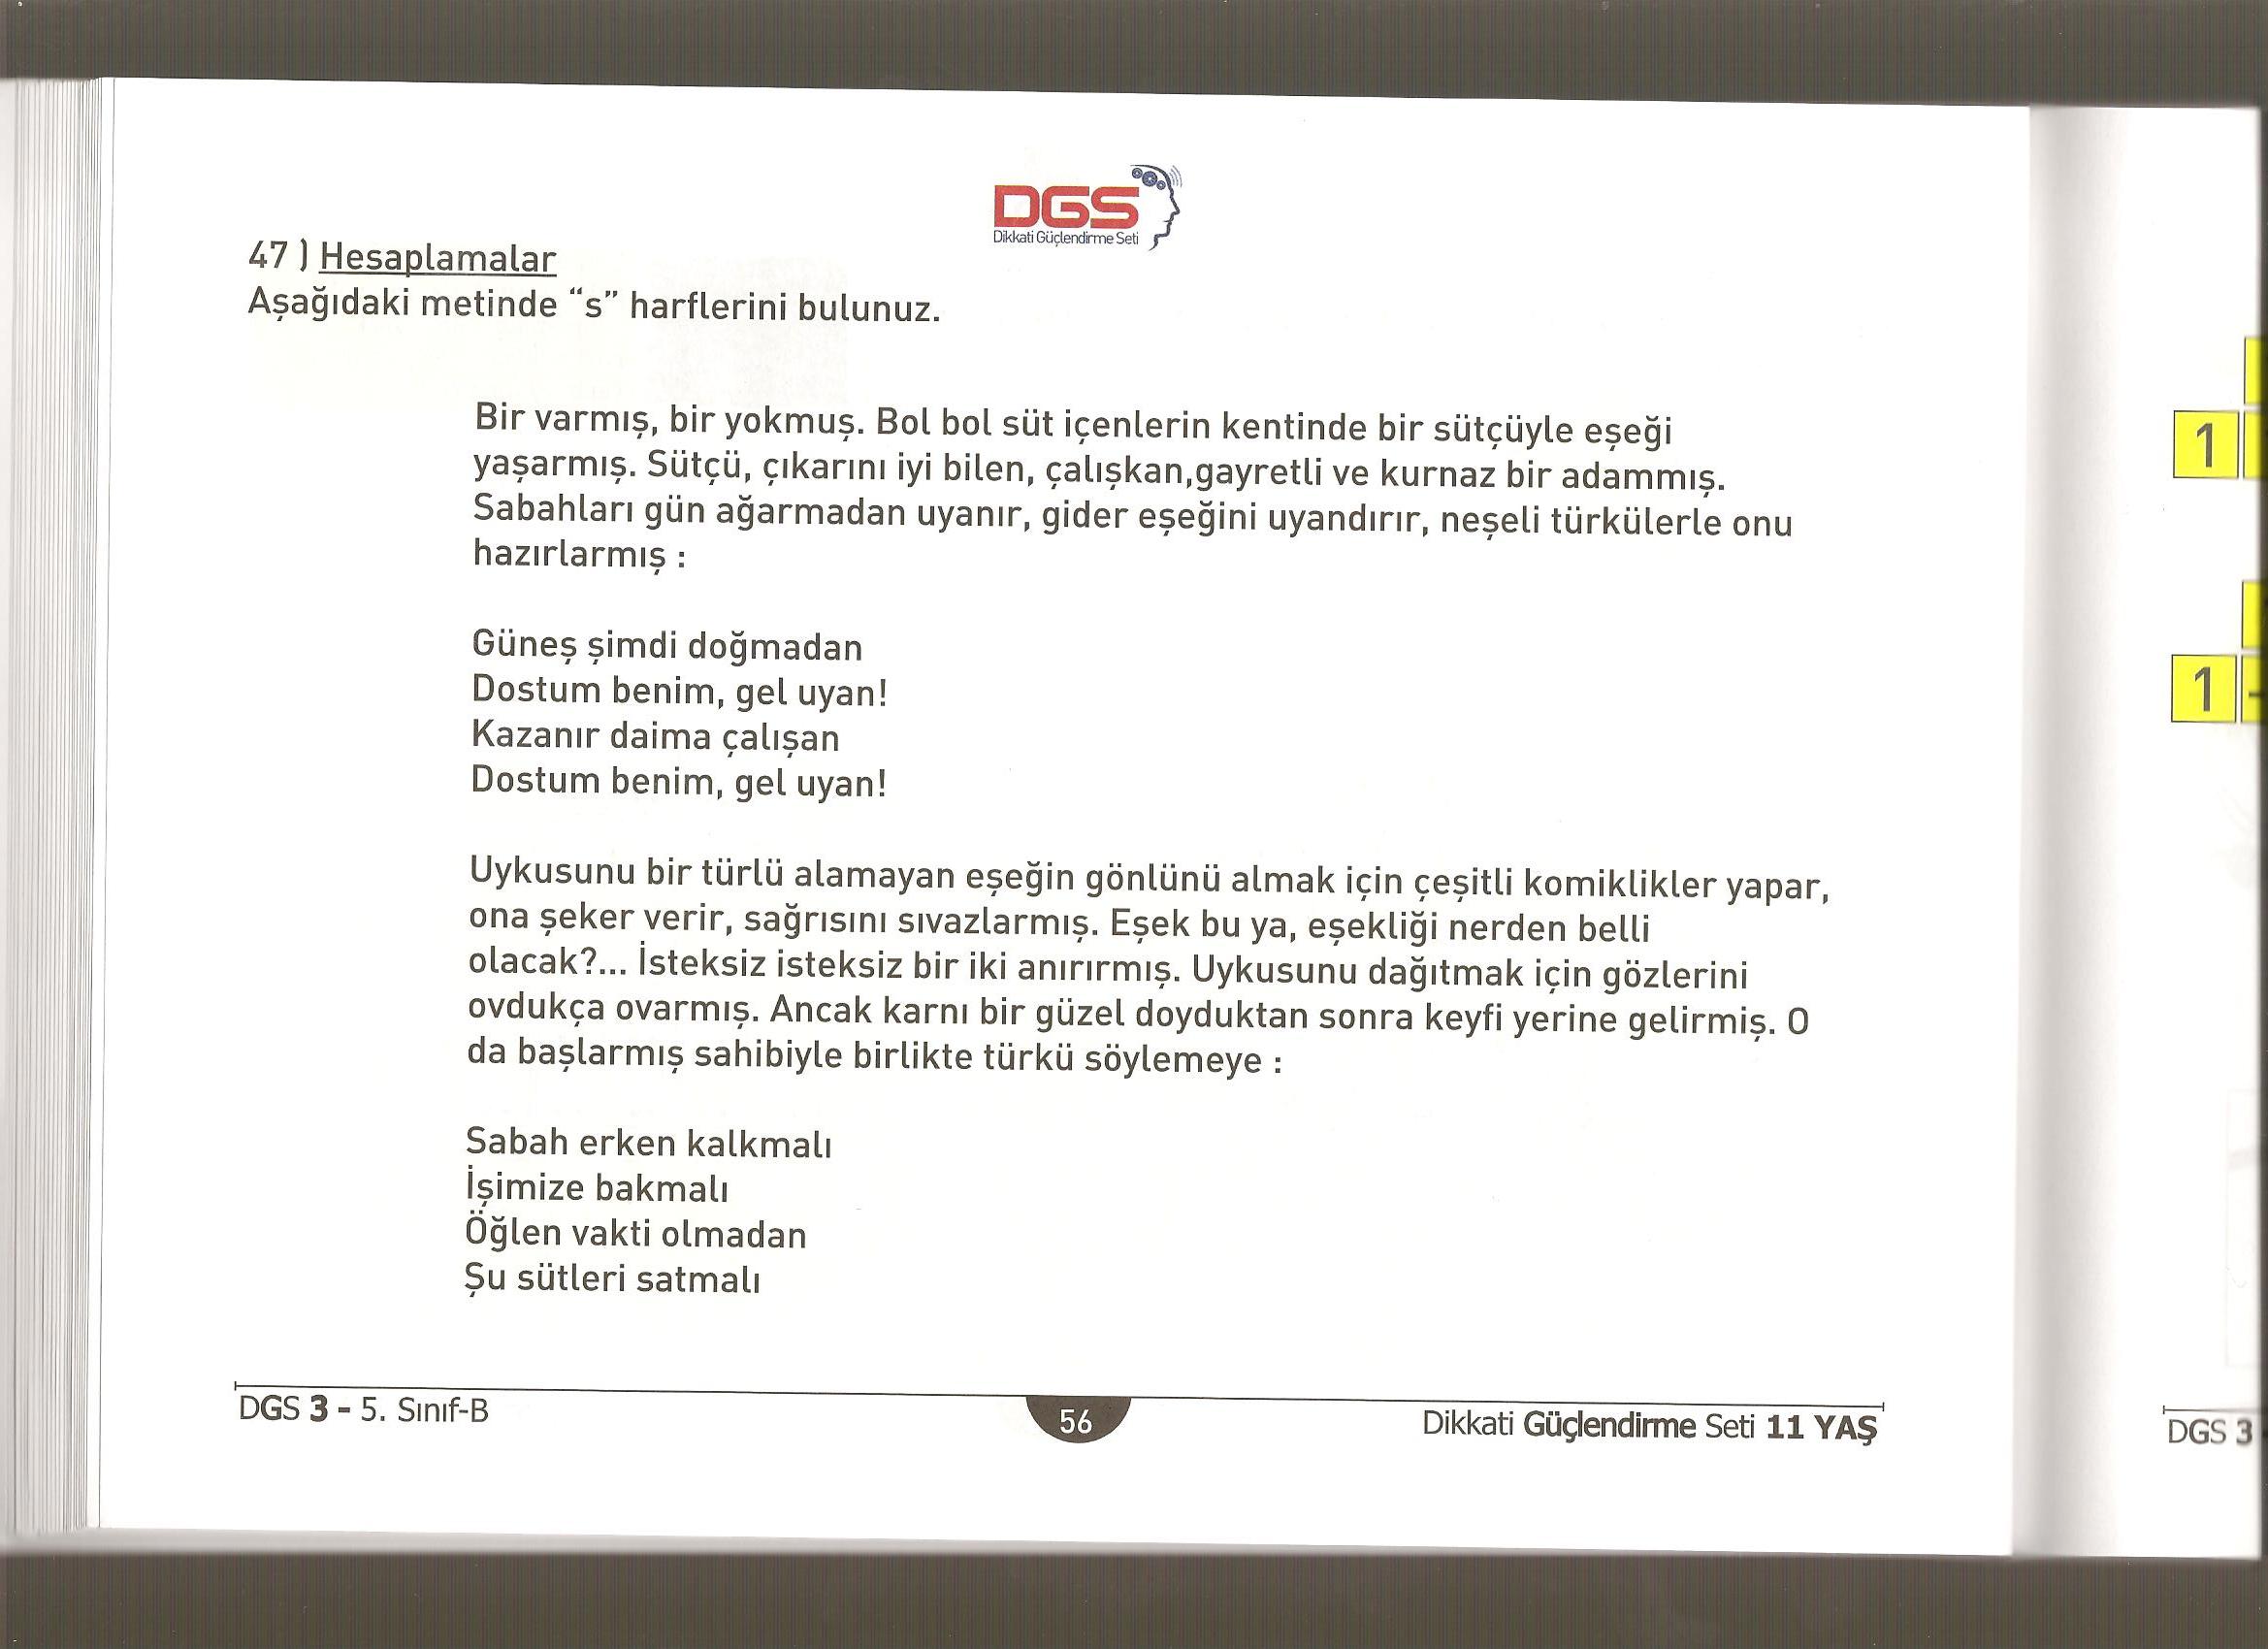 DGS
Dikkati Güçlendirme Seti
47 ) Hesaplamalar
Aşağıdaki metinde “s” harflerini bulunuz.
Bir varmış, bir yokmuş. Bol bol süt içenlerin kentinde bir sütçüyle eşeği
yaşarmış. Sütçü, çıkarını iyi bilen, çalışkan,gayretli ve kurnaz bir adammış.
Sabahları gün ağarmadan uyanır, gider eşeğini uyandırır, neşeli türkülerle onu
hazırlarmış :
Güneş şimdi doğmadan
Dostum benim, gel uyan!
Kazanır daima çalışan
Dostum benim, gel uyan!
Uykusunu bir türlü alamayan eşeğin gönlünü almak için çeşitli komiklikler yapar,
ona şeker verir, sağrısını sıvazlarmış. Eşek bu ya, eşekliği nerden belli
olacak?... İsteksiz isteksiz bir iki anırırmış. Uykusunu dağıtmak için gözlerini
ovdukça ovarmış. Ancak karnı bir güzel doyduktan sonra keyfi yerine gelirmiş. O
da başlarmış sahibiyle birlikte türkü söylemeye :
Sabah erken kalkmalı
İşimize bakmalı
Öğlen vakti olmadan
Şu sütleri satmalı
DGS 3 - 5. Sınıf-B
56
Dikkati Güçlendirme Seti 11 YAŞ
1
1
DGS 3